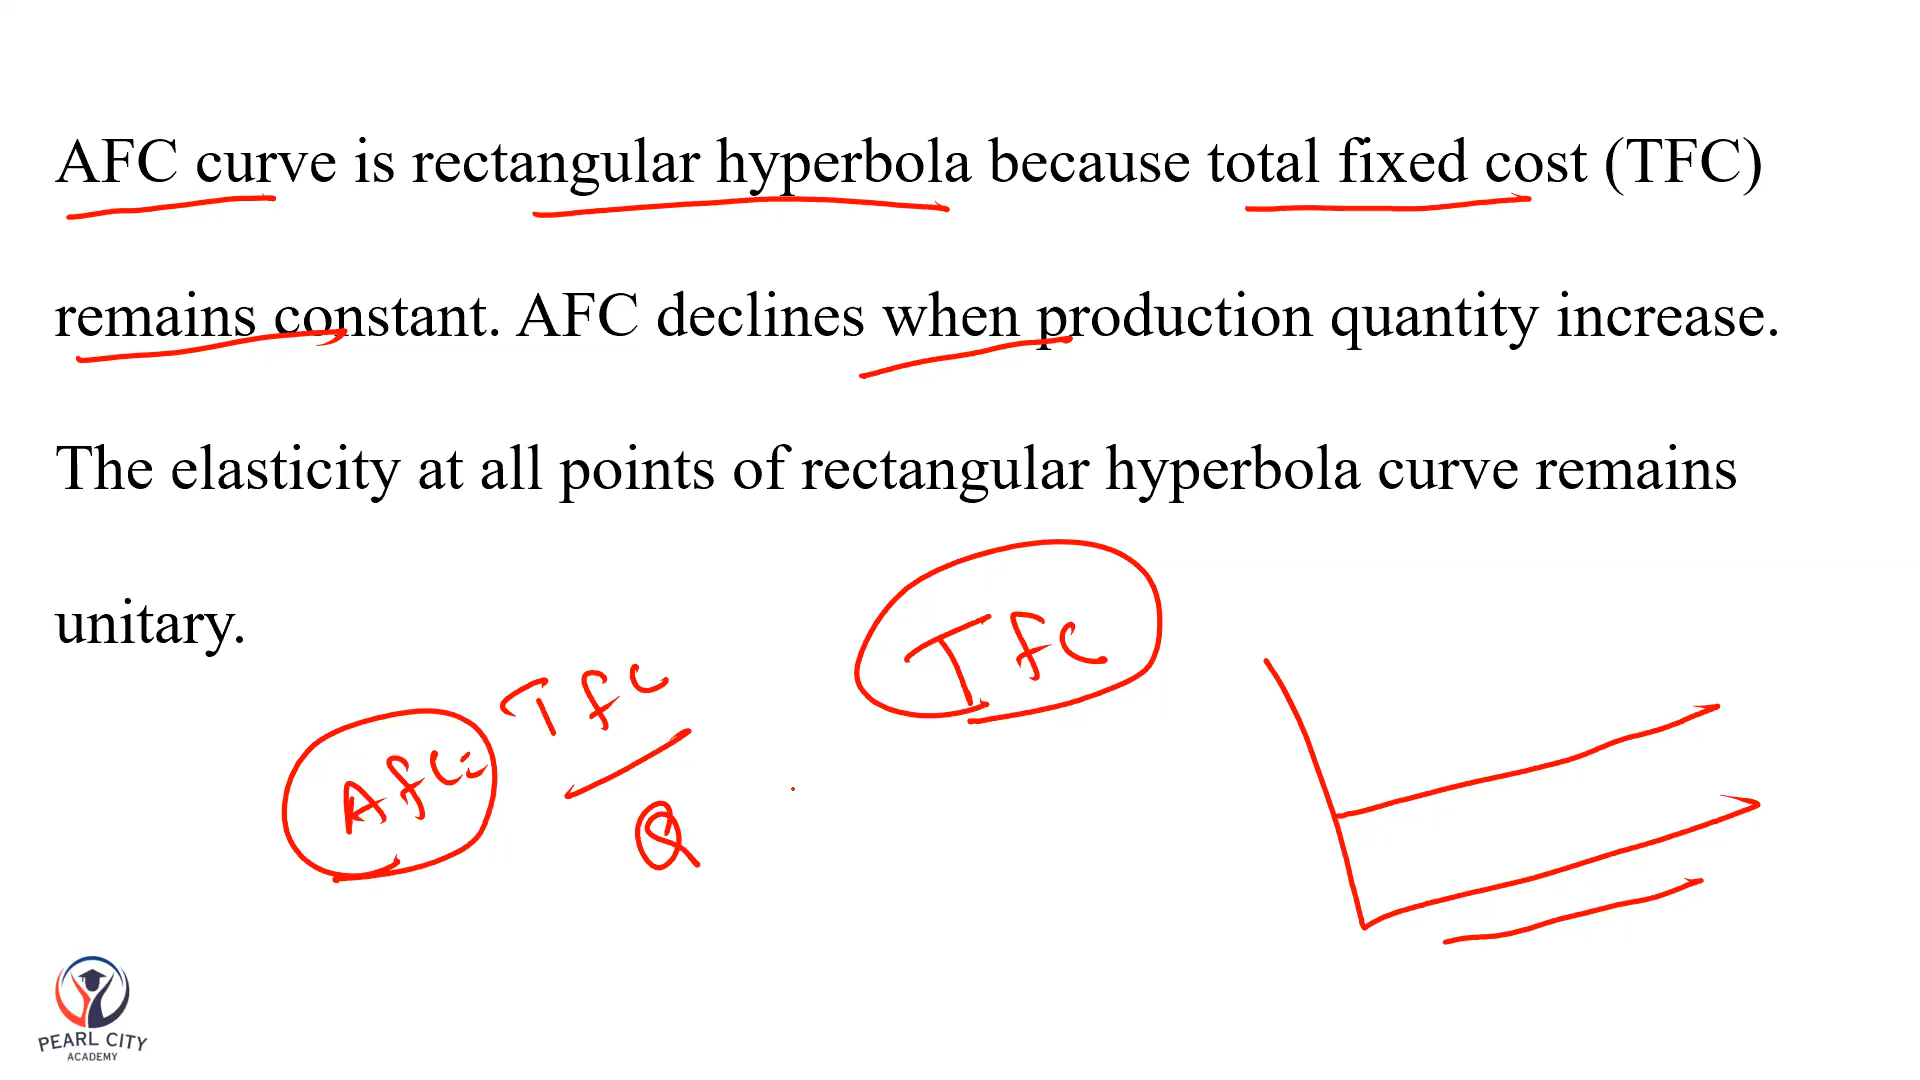 AFC curve is rectangular hyperbola because total fixed cost (TFC)
remains constant. AFC declines when production quantity increase.
The elasticity at all points of rectangular hyperbola curve remains
unitary.
Tfc
Afc = Tfc
Q
PEARL CITY
ACADEMY